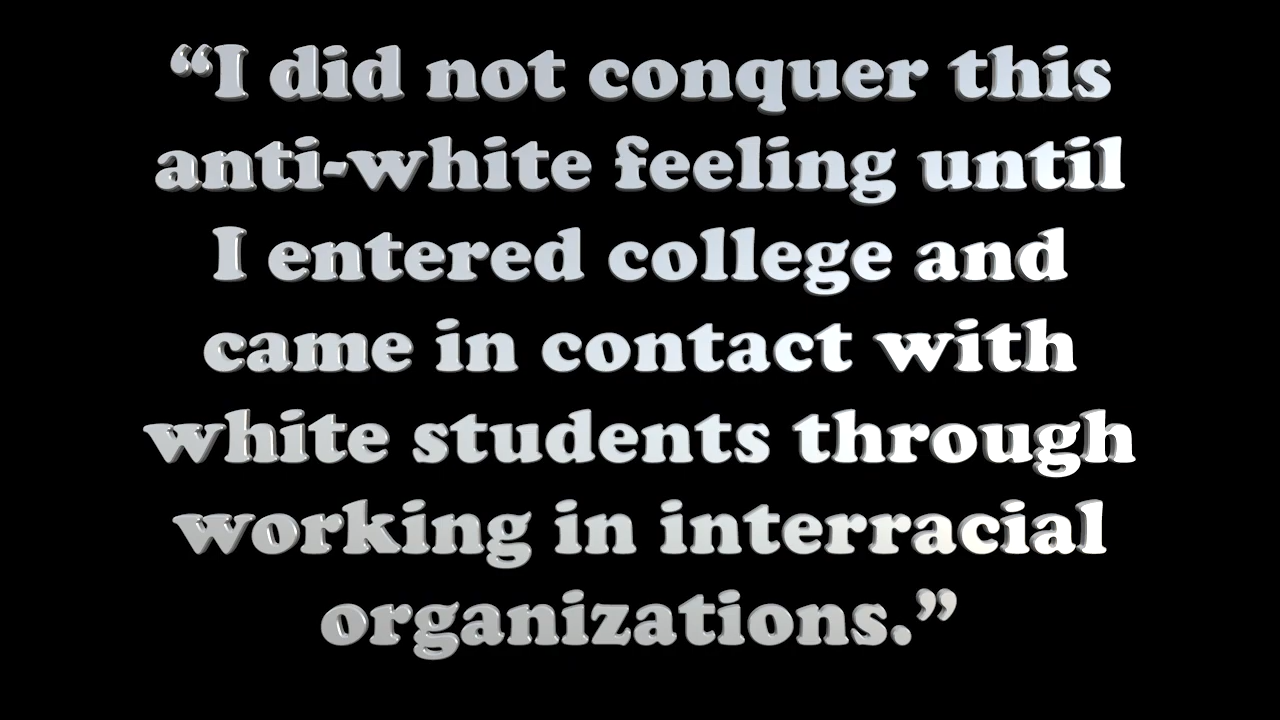 “I did not conquer this
anti-white feeling until
I entered college and
came in contact with
white students through
working in interracial
organizations.”